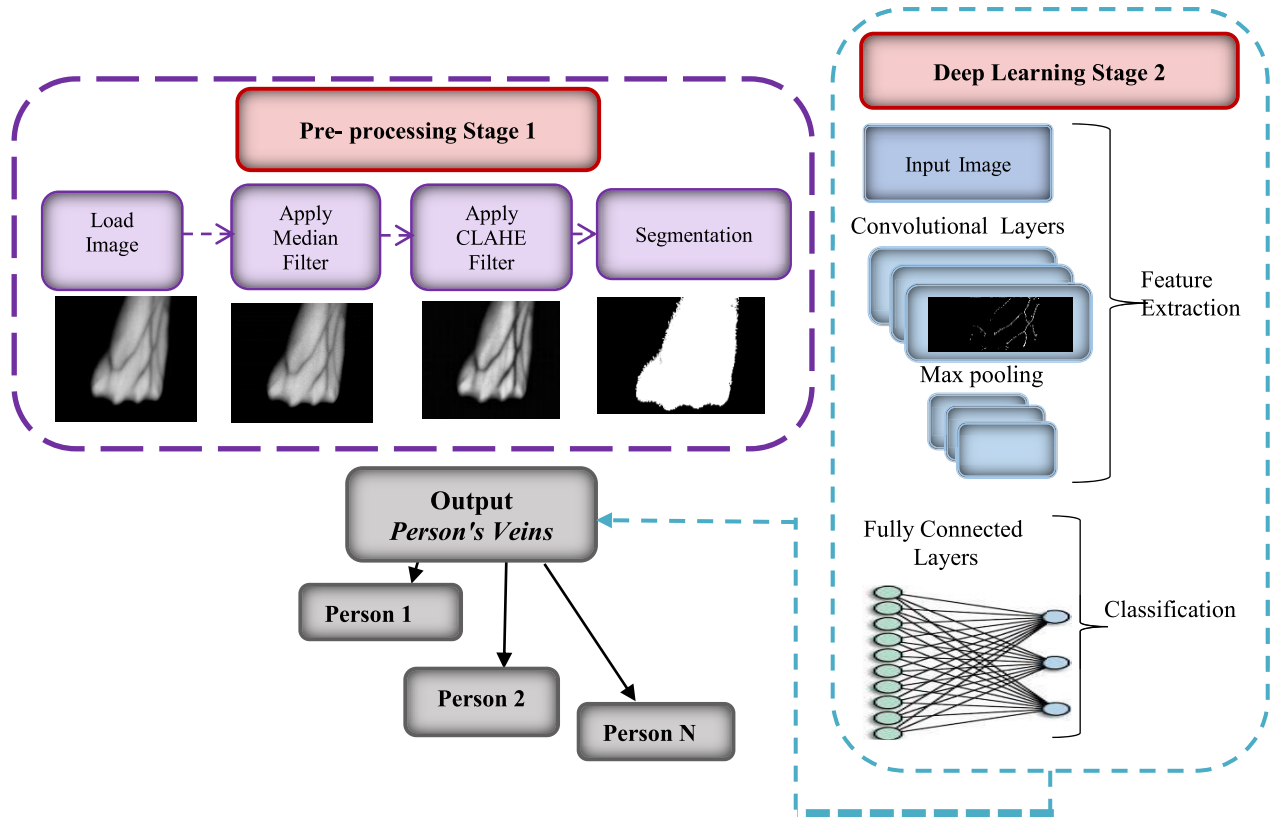 Pre- processing Stage 1
Load
Image
Apply
Median
Filter
Apply
CLAHE
Filter
Segmentation
Deep Learning Stage 2
Input Image
Convolutional Layers
Max pooling
Feature
Extraction
Fully Connected
Layers
Classification
Output
Person's Veins
Person 1
Person 2
Person N